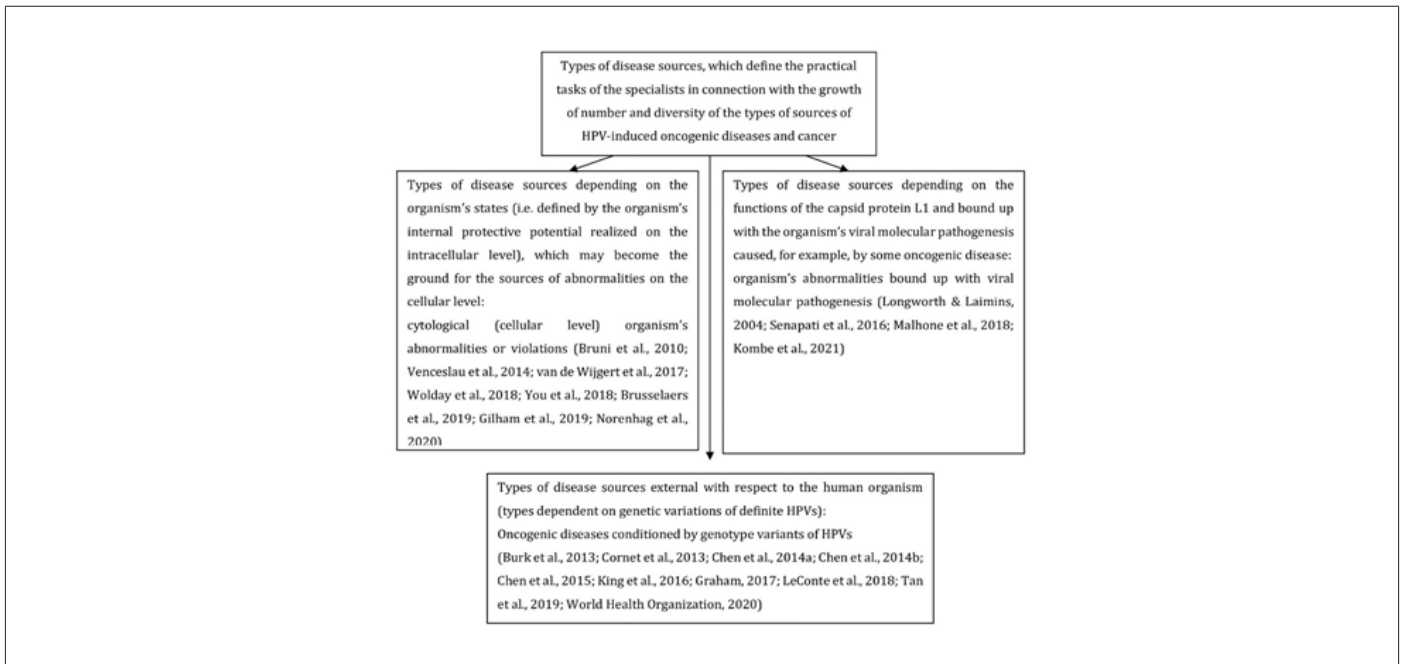 Types of disease sources, which define the practical
tasks of the specialists in connection with the growth
of number and diversity of the types of sources of
HPV-induced oncogenic diseases and cancer
Types of disease sources depending on the
organism's states (i.e. defined by the organism's
internal protective potential realized on the
intracellular level), which may become the
ground for the sources of abnormalities on the
cellular level:
cytological (cellular level) organism's
abnormalities or violations (Bruni et al., 2010;
Venceslau et al., 2014; van de Wijgert et al., 2017;
Wolday et al., 2018; You et al., 2018; Brusselaers
et al., 2019; Gilham et al., 2019; Norenhag et al.,
2020)
Types of disease sources depending on the
functions of the capsid protein L1 and bound up
with the organism's viral molecular pathogenesis
caused, for example, by some oncogenic disease:
organism's abnormalities bound up with viral
molecular pathogenesis (Longworth & Laimins,
2004; Senapati et al., 2016; Malhone et al., 2018;
Kombe et al., 2021)
Types of disease sources external with respect to the human organism
(types dependent on genetic variations of definite HPVs):
Oncogenic diseases conditioned by genotype variants of HPVs
(Burk et al., 2013; Cornet et al., 2013; Chen et al., 2014a; Chen et al., 2014b;
Chen et al., 2015; King et al., 2016; Graham, 2017; LeConte et al., 2018; Tan
et al., 2019; World Health Organization, 2020)